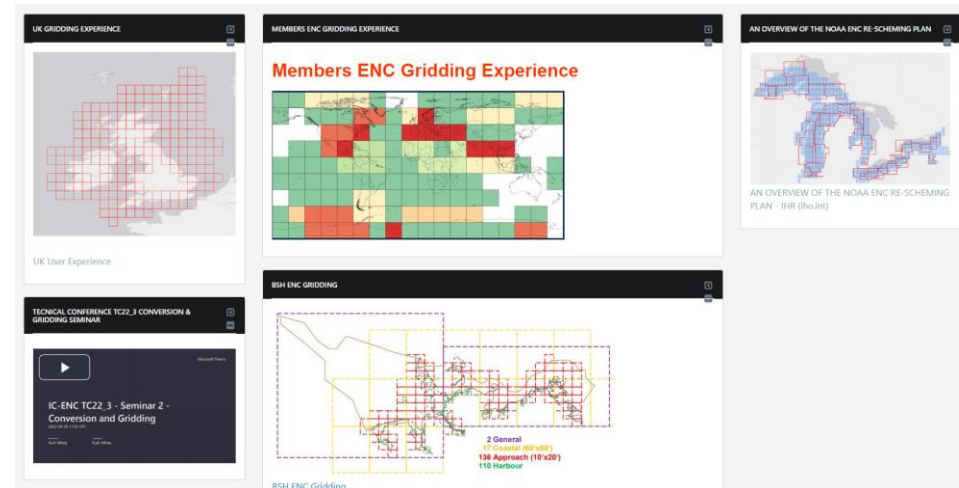 UK GRIDDING EXPERIENCE
UK User Experience
TECNICAL CONFERENCE TC22_3 CONVERSION &
GRIDDING SEMINAR
Microsoft Teams
IC-ENC TC22_3 - Seminar 2 -
Conversion and Gridding
MEMBERS ENC GRIDDING EXPERIENCE
Members ENC Gridding Experience
BSH ENC GRIDDING
2 General
17 Coastal (60'x80')
136 Approach (10'x20')
110 Harbour
BSH ENC Gridding
AN OVERVIEW OF THE NOAA ENC RE-SCHEMING PLAN
AN OVERVIEW OF THE NOAA ENC RE-SCHEMING
PLAN - IHR (iho.int)